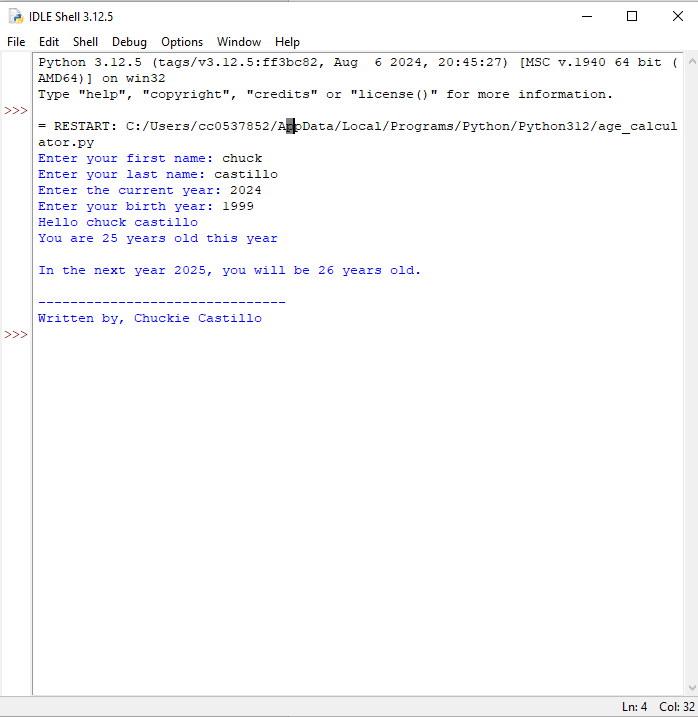 IDLE Shell 3.12.5
File Edit Shell Debug Options Window Help
Python 3.12.5 (tags/v3.12.5:ff3bc82, Aug  6 2024, 20:45:27) [MSC v.1940 64 bit (
AMD64)] on win32
Type "help", "copyright", "credits" or "license()" for more information.
>>>
= RESTART: C:/Users/cc0537852/AppData/Local/Programs/Python/Python312/age_calcul
ator.py
Enter your first name: chuck
Enter your last name: castillo
Enter the current year: 2024
Enter your birth year: 1999
Hello chuck castillo
You are 25 years old this year
In the next year 2025, you will be 26 years old.
-------------------------------
Written by, Chuckie Castillo
>>>
Ln: 4 Col: 32